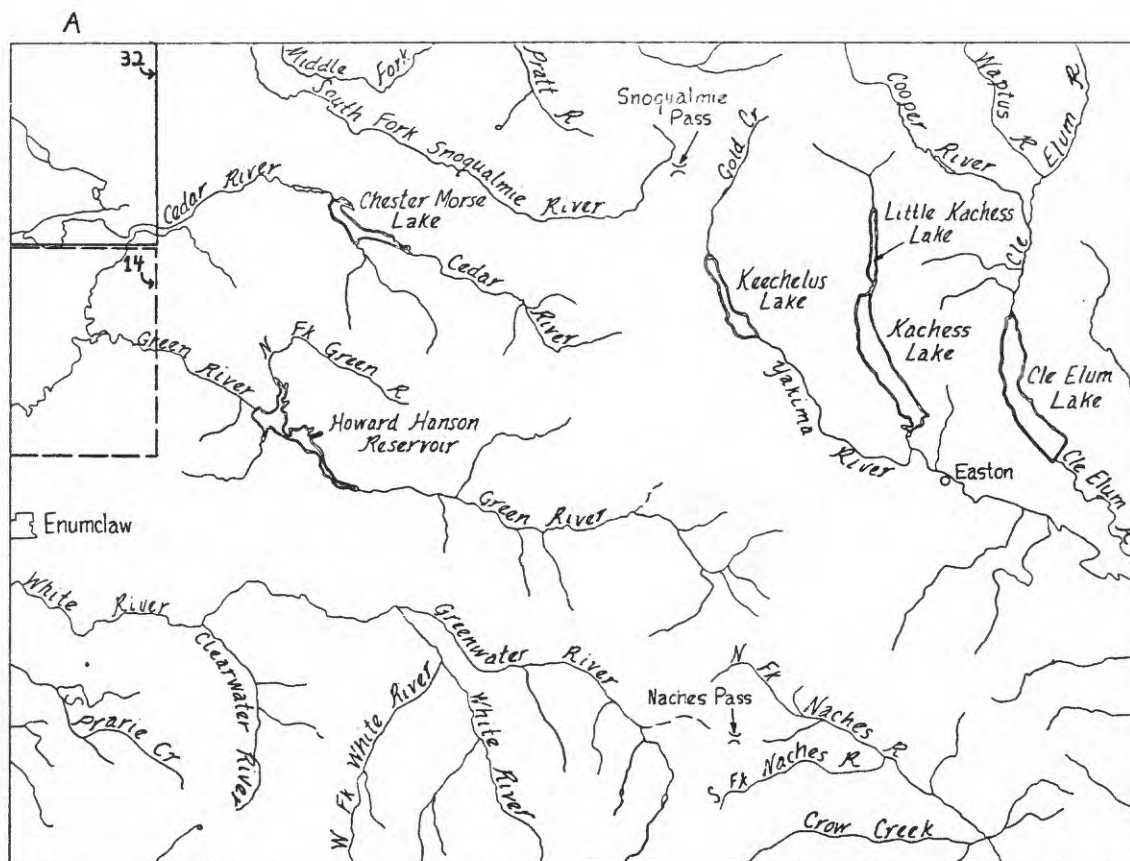 A
32
Middle Fork
South Fork Snoqualmie River
Pratt R
Snoqualmie
Pass
Gold Cr
Cooper River
Waptus R
Cle Elum R
Cedar River
Chester Morse
Lake
Cedar River
Little Kachess
Lake
Keechelus
Lake
Kachess
Lake
Cle Elum
Lake
14
Green River
N Fk Green R
Howard Hanson
Reservoir
Yakima River
Easton
Cle Elum R
Enumclaw
Green River
White River
Clearwater River
Greenwater River
W Fk White River
White River
S Prarie Cr
Naches Pass
N Fk Naches R
S Fk Naches R
Crow Creek